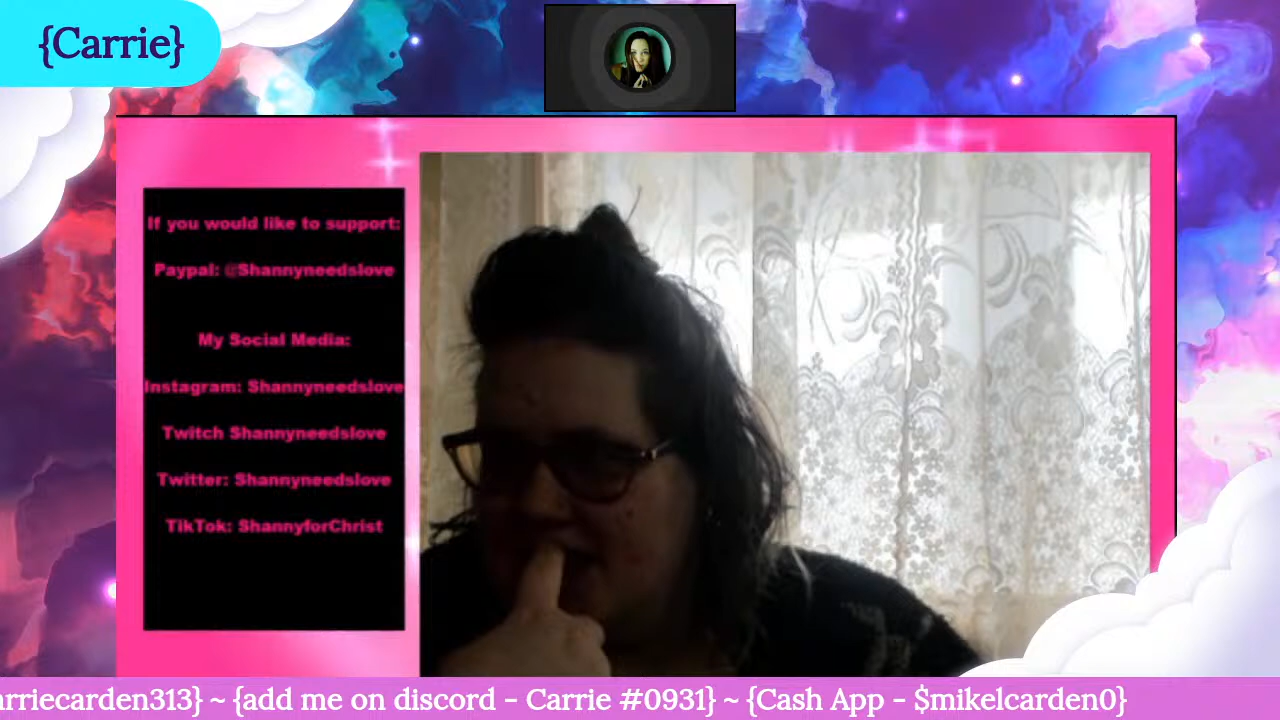 {Carrie}
If you would like to support:
Paypal: @Shannyneedslove
My Social Media:
Instagram: Shannyneedslove
Twitch Shannyneedslove
Twitter: Shannyneedslove
TikTok: ShannyforChrist
arriecarden313} ~ {add me on discord - Carrie #0931} ~ {Cash App - $mikelcarden0}